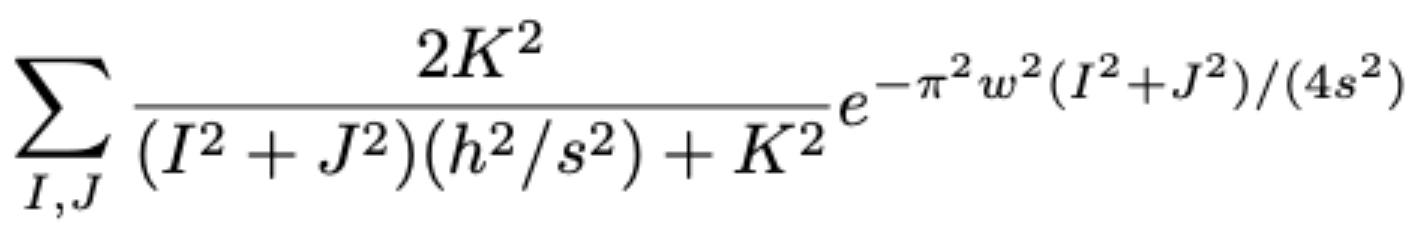 \sum_{I,J} \frac{2K^2}{(I^2 + J^2)(h^2/s^2) + K^2} e^{-\pi^2 w^2 (I^2+J^2)/(4s^2)}